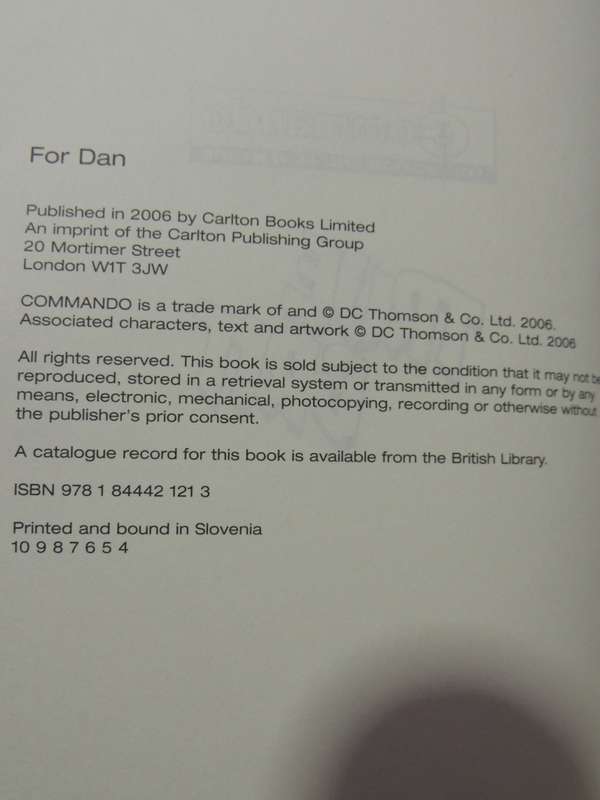 For Dan
Published in 2006 by Carlton Books Limited
An imprint of the Carlton Publishing Group
20 Mortimer Street
London W1T 3JW
COMMANDO is a trade mark of and © DC Thomson & Co. Ltd. 2006.
Associated characters, text and artwork © DC Thomson & Co. Ltd. 2006
All rights reserved. This book is sold subject to the condition that it may not be
reproduced, stored in a retrieval system or transmitted in any form or by any
means, electronic, mechanical, photocopying, recording or otherwise without
the publisher's prior consent.
A catalogue record for this book is available from the British Library.
ISBN 978 1 84442 121 3
Printed and bound in Slovenia
10 9 8 7 6 5 4